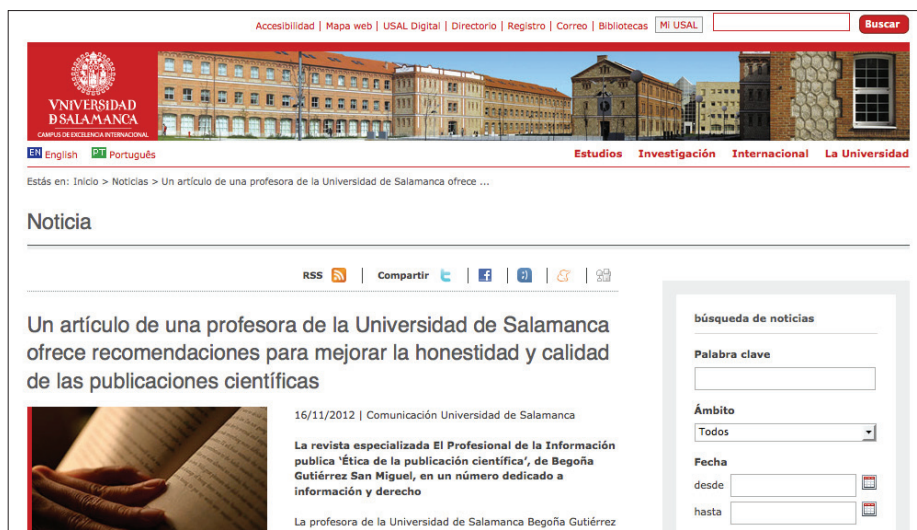 Accesibilidad | Mapa web | USAL Digital | Directorio | Registro | Correo | Bibliotecas Mi USAL Buscar
VNIVERSIDAD
D SALAMANCA
CAMPUS DE EXCELENCIA INTERNACIONAL
EN English PT Português
Estudios Investigación Internacional La Universidad
Estás en: Inicio > Noticias > Un artículo de una profesora de la Universidad de Salamanca ofrece ...
Noticia
RSS | Compartir
Un artículo de una profesora de la Universidad de Salamanca
ofrece recomendaciones para mejorar la honestidad y calidad
de las publicaciones científicas
16/11/2012 | Comunicación Universidad de Salamanca
La revista especializada El Profesional de la Información
publica ‘Ética de la publicación científica’, de Begoña
Gutiérrez San Miguel, en un número dedicado a
información y derecho
La profesora de la Universidad de Salamanca Begoña Gutiérrez
búsqueda de noticias
Palabra clave
Ámbito
Todos
Fecha
desde
hasta